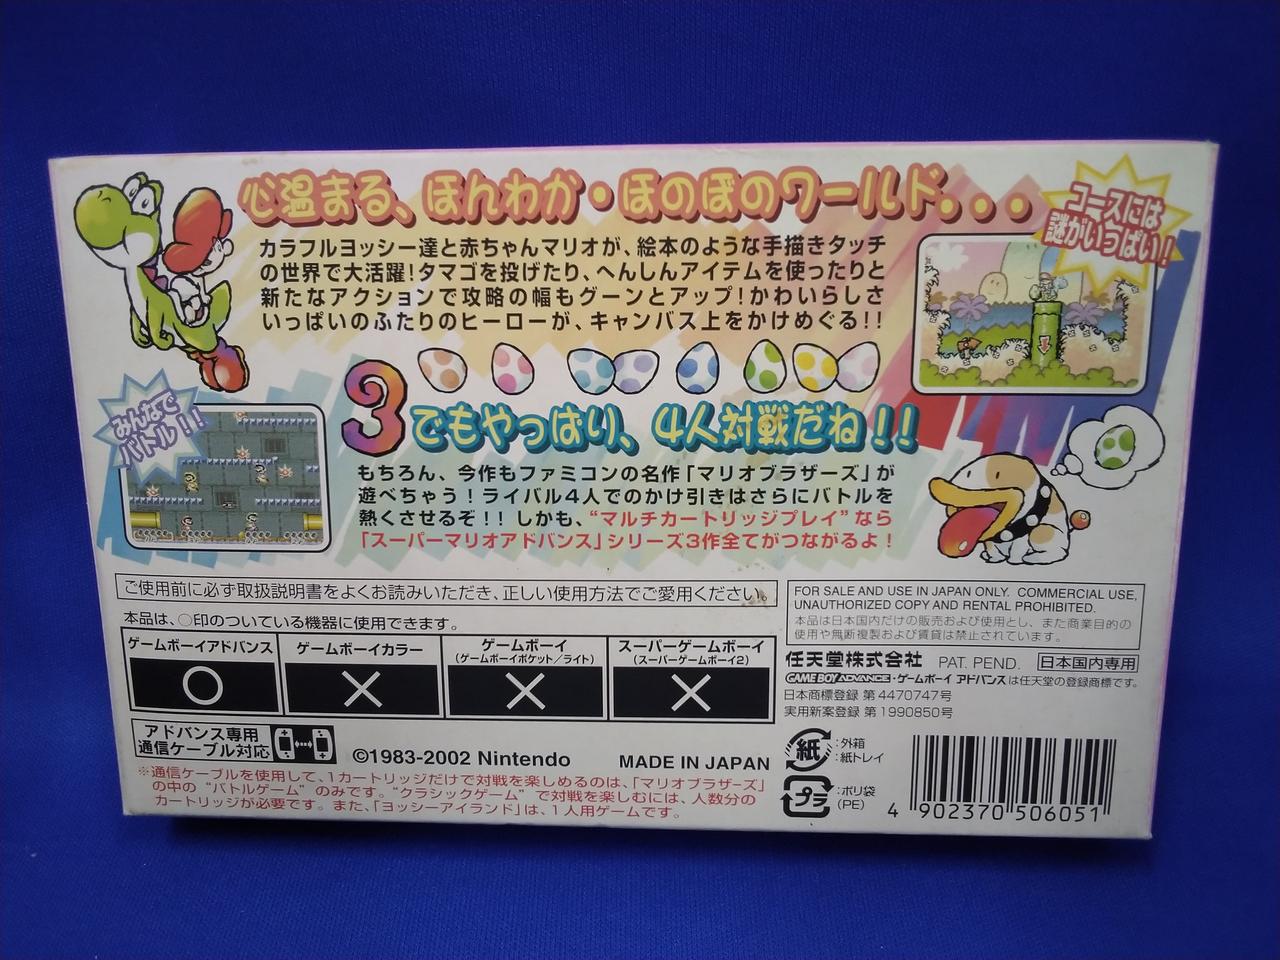 心温まる、ほんわか・ほのぼのワールド...
コースには
謎がいっぱい!
カラフルヨッシー達と赤ちゃんマリオが、絵本のような手描きタッチ
の世界で大活躍!タマゴを投げたり、へんしんアイテムを使ったりと
新たなアクションで攻略の幅もグーンとアップ!かわいらしさ
いっぱいのふたりのヒーローが、キャンバス上をかけめぐる!!
みんなで
バトル!!
3でもやっぱり、4人対戦だね!!
もちろん、今作もファミコンの名作「マリオブラザーズ」が
遊べちゃう!ライバル4人でのかけ引きはさらにバトルを
熱くさせるぞ!!しかも、“マルチカートリッジプレイ”なら
「スーパーマリオアドバンス」シリーズ3作全てがつながるよ!
ご使用前に必ず取扱説明書をよくお読みいただき、正しい使用方法でご愛用ください。
本品は、○印のついている機器に使用できます。
ゲームボーイアドバンス
ゲームボーイカラー
ゲームボーイ
(ゲームボーイポケット/ライト)
スーパーゲームボーイ
(スーパーゲームボーイ2)
○ × × ×
アドバンス専用
通信ケーブル対応
©1983-2002 Nintendo
MADE IN JAPAN
※通信ケーブルを使用して、1カートリッジだけで対戦を楽しめるのは、「マリオブラザーズ」
の中の“バトルゲーム”のみです。“クラシックゲーム”で対戦を楽しむには、人数分の
カートリッジが必要です。また、「ヨッシーアイランド」は、1人用ゲームです。
FOR SALE AND USE IN JAPAN ONLY. COMMERCIAL USE,
UNAUTHORIZED COPY AND RENTAL PROHIBITED.
本品は日本国内だけの販売および使用とし、また商業目的の
使用や無断複製および賃貸は禁止されています。
任天堂株式会社 PAT. PEND. 日本国内専用
GAME BOY ADVANCE・ゲームボーイ アドバンスは任天堂の登録商標です。
日本商標登録 第4470747号
実用新案登録 第1990850号
紙
:外箱
:紙トレイ
プラ
:ポリ袋
(PE)
4 902370 506051